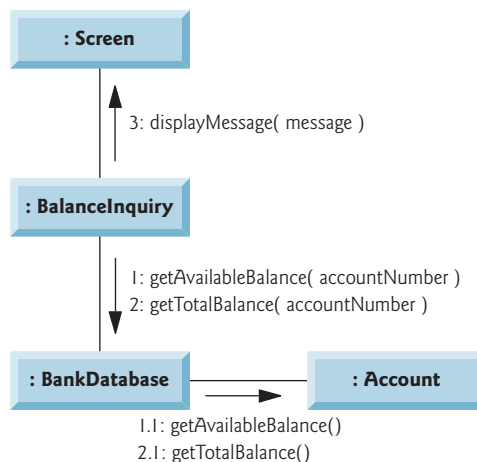 : Screen
3: displayMessage( message )
: BalanceInquiry
1: getAvailableBalance( accountNumber )
2: getTotalBalance( accountNumber )
: BankDatabase
: Account
1.1: getAvailableBalance()
2.1: getTotalBalance()